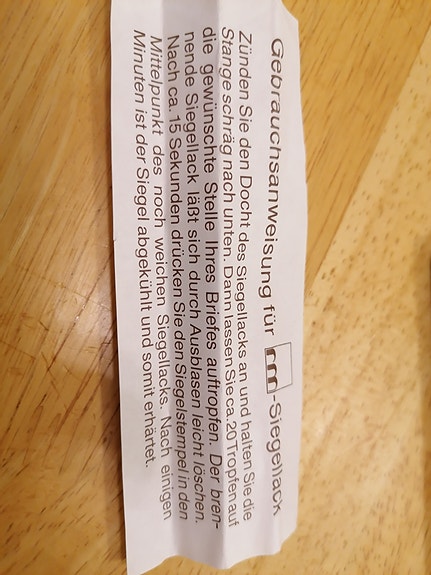 Gebrauchsanweisung für rm-Siegellack
Zünden Sie den Docht des Siegellacks an und halten Sie die
Stange schräg nach unten. Dann lassen Sie ca. 20 Tropfen auf
die gewünschte Stelle Ihres Briefes auftropfen. Der bren-
nende Siegellack läßt sich durch Ausblasen leicht löschen.
Nach ca. 15 Sekunden drücken Sie den Siegelstempel in den
Mittelpunkt des noch weichen Siegellacks. Nach einigen
Minuten ist der Siegel abgekühlt und somit erhärtet.